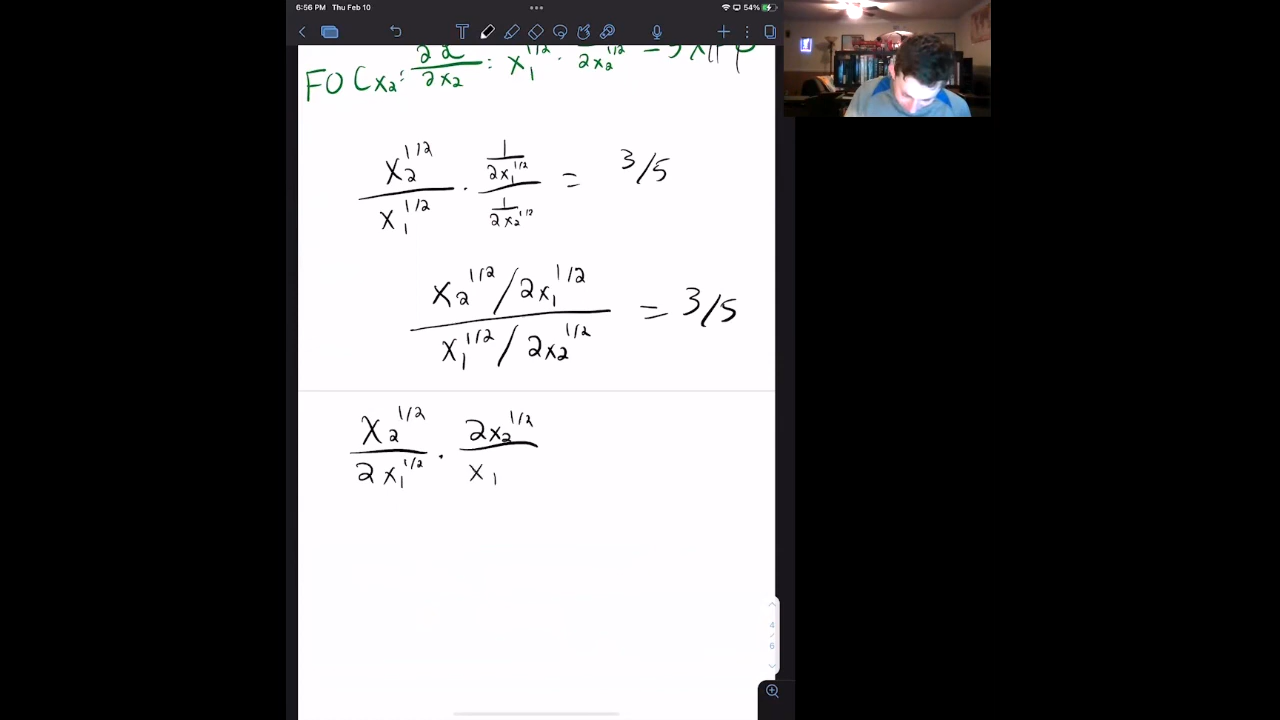 6:56 PM Thu Feb 10
54%
T
FOC x₂: ∂ℒ/∂x₂ : x₁^1/2 · /2x₂^1/2
x₂^1/2 / x₁^1/2 · (1/2x₁^1/2) / (1/2x₂^1/2) = 3/5
(x₂^1/2 / 2x₁^1/2) / (x₁^1/2 / 2x₂^1/2) = 3/5
x₂^1/2 / 2x₁^1/2 · 2x₂^1/2 / x₁
4
/
6